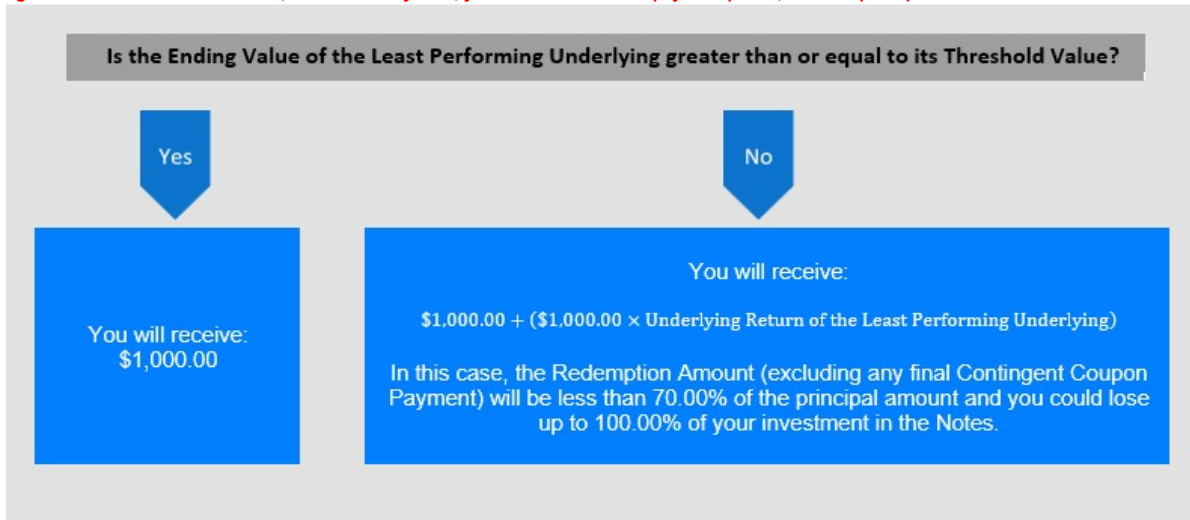 Is the Ending Value of the Least Performing Underlying greater than or equal to its Threshold Value?
Yes
No
You will receive:
$1,000.00
You will receive:
$1,000.00 + ($1,000.00 × Underlying Return of the Least Performing Underlying)
In this case, the Redemption Amount (excluding any final Contingent Coupon
Payment) will be less than 70.00% of the principal amount and you could lose
up to 100.00% of your investment in the Notes.